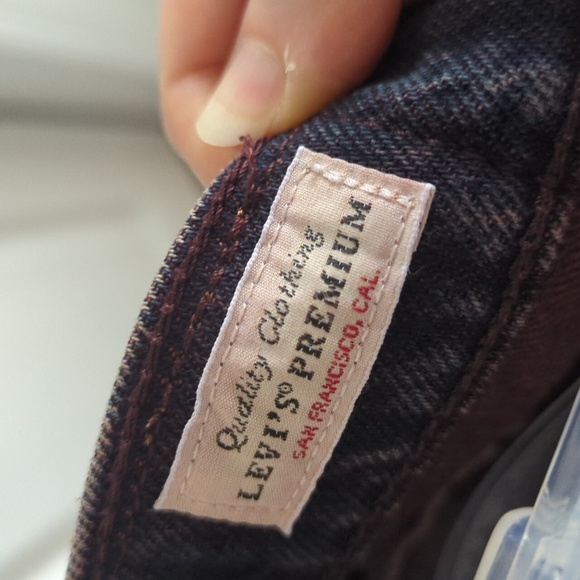 Quality Clothing
LEVI'S® PREMIUM
SAN FRANCISCO, CAL.